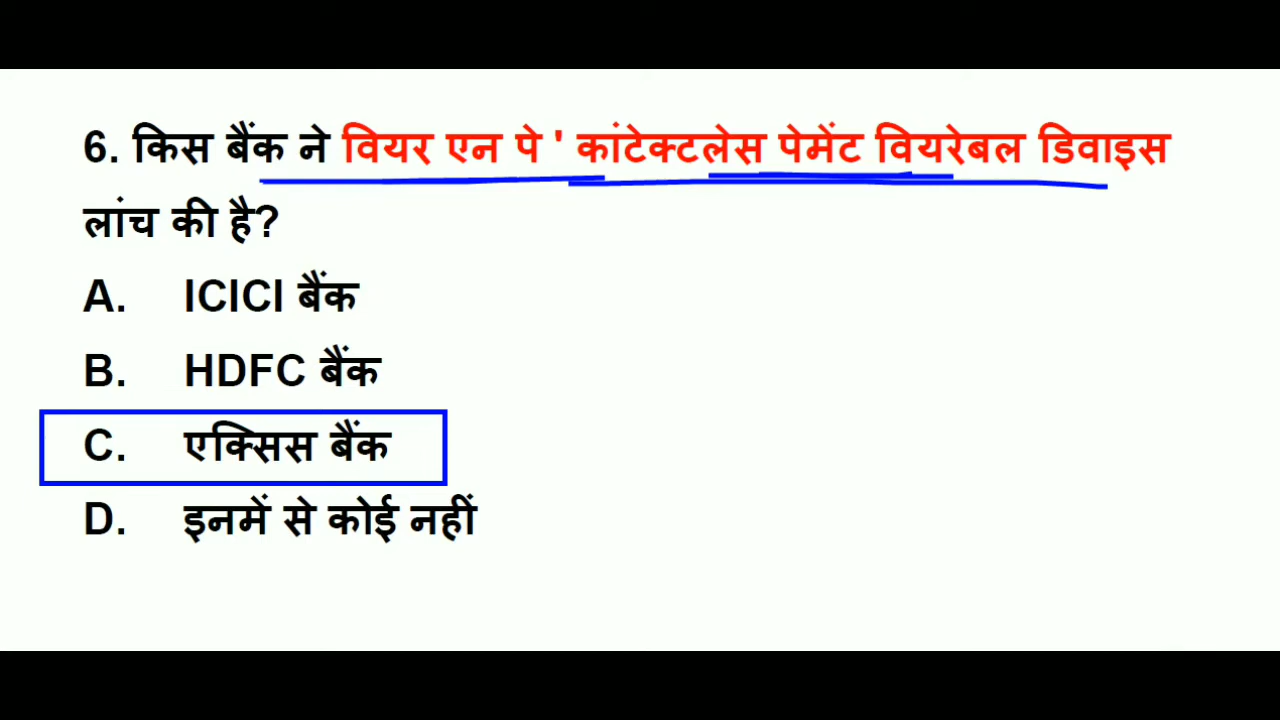 6. किस बैंक ने वियर एन पे ' कांटेक्टलेस पेमेंट वियरेबल डिवाइस
लांच की है?
A. ICICI बैंक
B. HDFC बैंक
C. एक्सिस बैंक
D. इनमें से कोई नहीं